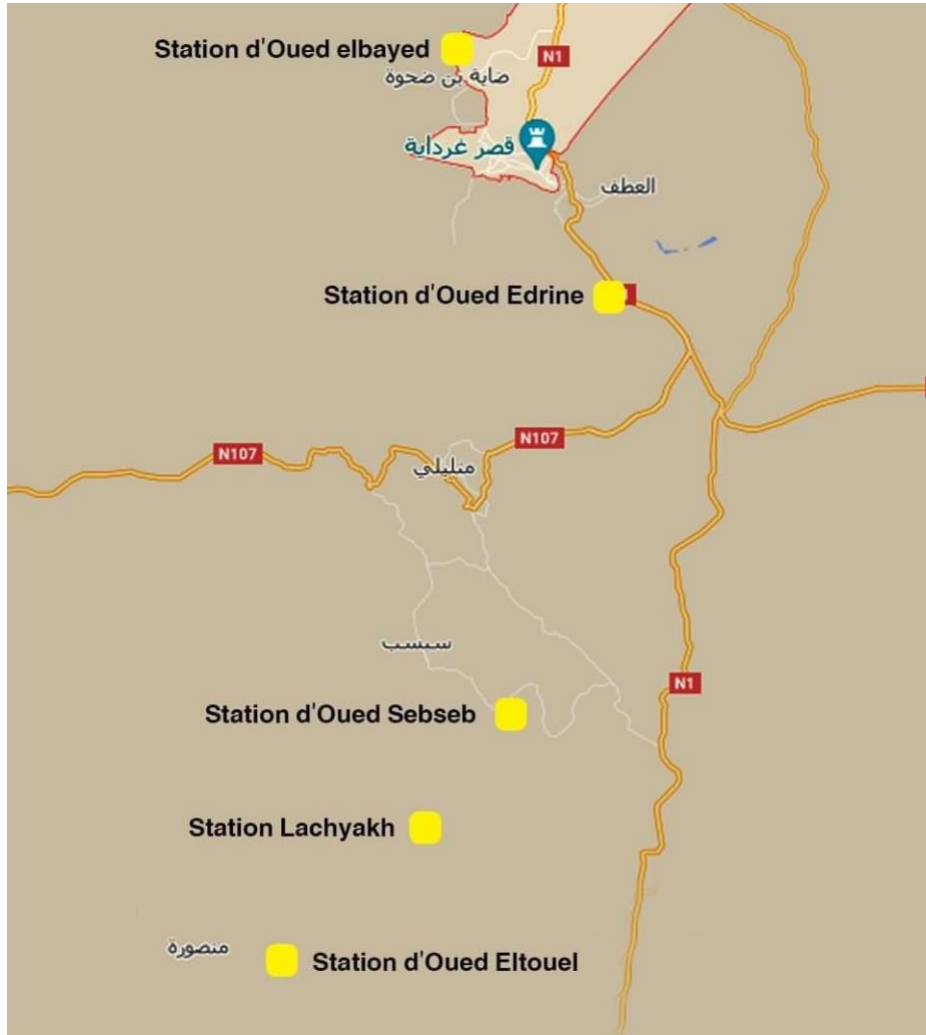 Station d'Oued elbayed
N1
ضاية بن ضحوة
قصر غرداية
العطف
Station d'Oued Edrine
N107
N107
متليلي
سبسب
N1
Station d'Oued Sebseb
Station Lachyakh
منصورة
Station d'Oued Eltouel